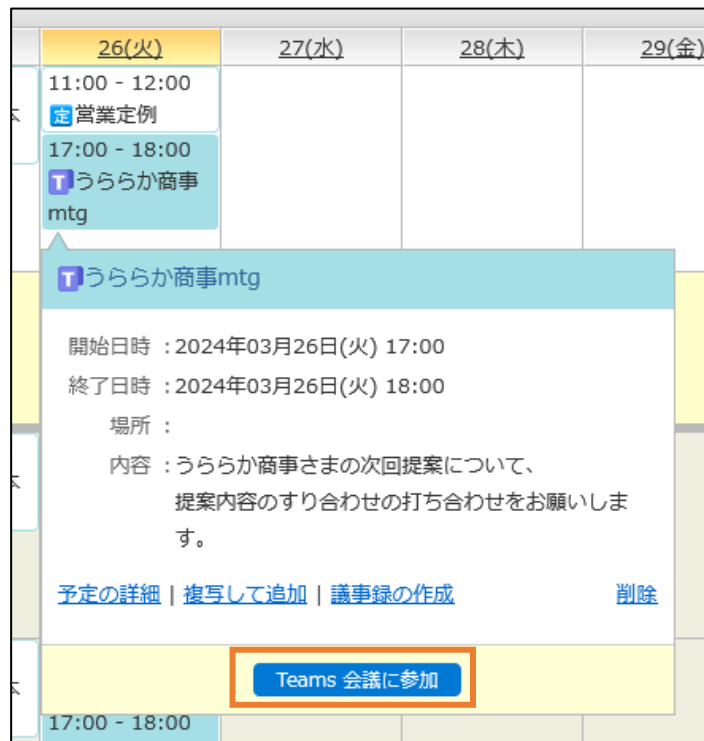 26(火) 27(水) 28(木) 29(金)
11:00 - 12:00
定 営業定例
17:00 - 18:00
Tうららか商事
mtg
Tうららか商事mtg
開始日時 : 2024年03月26日(火) 17:00
終了日時 : 2024年03月26日(火) 18:00
場所 :
内容 : うららか商事さまの次回提案について、
提案内容のすり合わせの打ち合わせをお願いしま
す。
予定の詳細 | 複写して追加 | 議事録の作成 削除
Teams 会議に参加
17:00 - 18:00